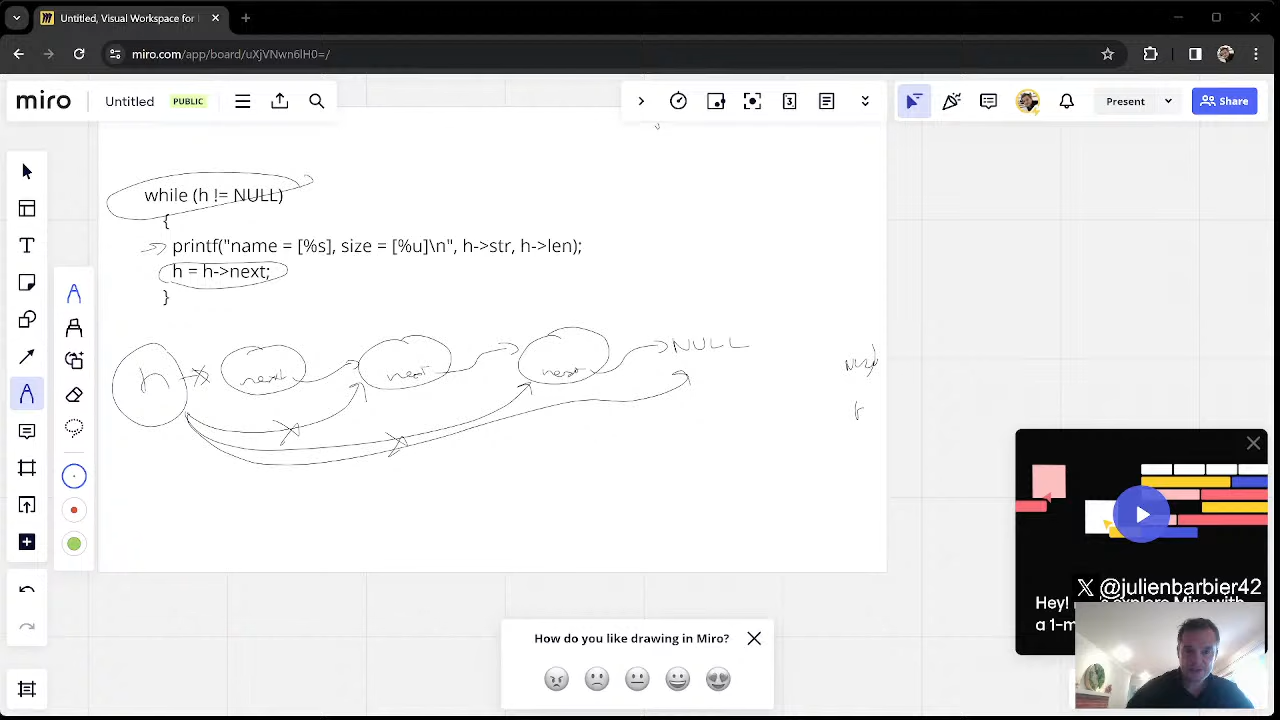 Untitled, Visual Workspace for I
miro.com/app/board/uXjVNwn6lH0=/
miro Untitled PUBLIC
3
Present
Share
while (h != NULL)
{
printf("name = [%s], size = [%u]\n", h->str, h->len);
h = h->next;
}
h next next next NULL
T
How do you like drawing in Miro?
𝕏 @julienbarbier42
Hey!
a 1-m